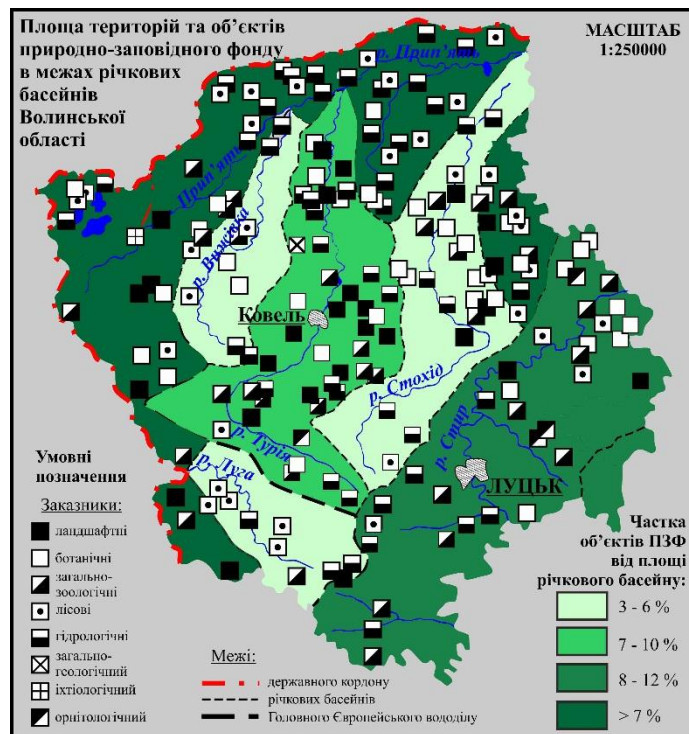 Площа територій та об’єктів
природно-заповідного фонду
в межах річкових
басейнів
Волинської
області
МАСШТАБ
1:250000
р. Прип’ять
Прип’ять
р. Вижівка
Ковель
р. Стохід
р. Стир
р. Турія
р. Луга
ЛУЦЬК
Умовні
позначення
Заказники:
ландшафтні
ботанічні
загально-
зоологічні
лісові
гідрологічні
загально-
геологічний
іхтіологічний
орнітологічний
Межі:
державного кордону
річкових басейнів
Головного Європейського вододілу
Частка
об’єктів ПЗФ
від площі
річкового басейну:
3 - 6 %
7 - 10 %
8 - 12 %
> 7 %